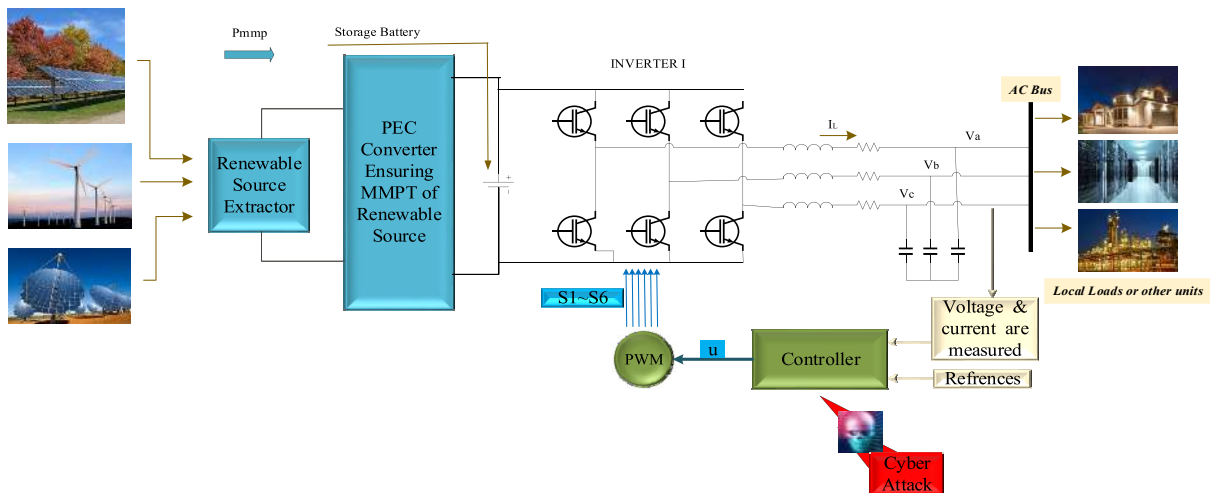 Pmmp
Storage Battery
INVERTER I
Renewable
Source
Extractor
PEC
Converter
Ensuring
MMPT of
Renewable
Source
+
-
IL
Va
Vb
Vc
AC Bus
Local Loads or other units
S1~S6
PWM
u
Controller
Voltage &
current are
measured
Refrences
Cyber
Attack